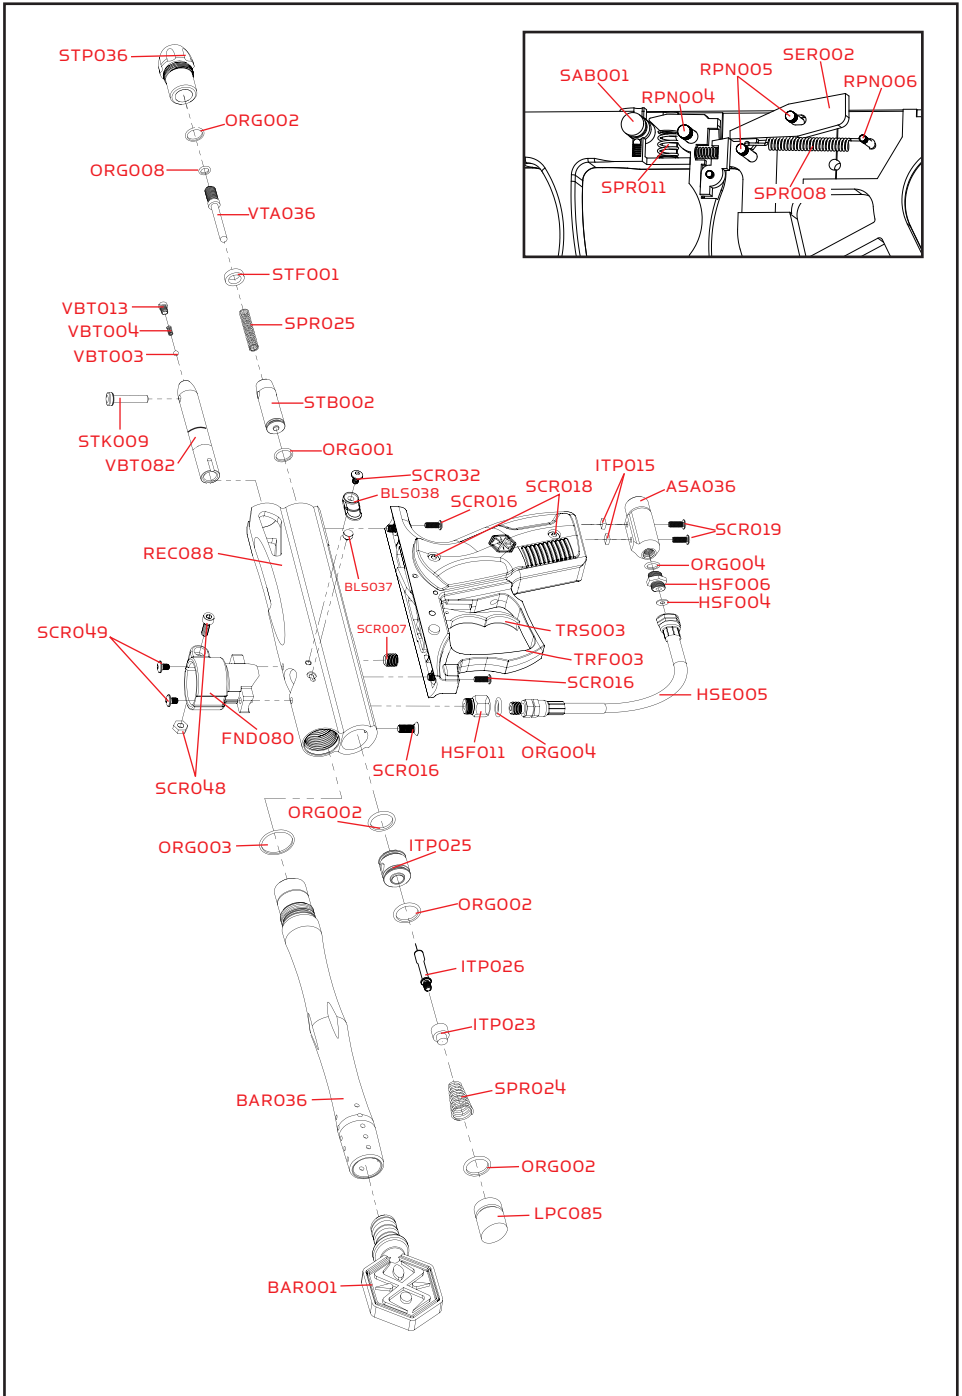 STP036
SER002
SAB001
RPN005
RPN006
RPN004
ORG002
ORG008
SPR011
SPR008
VTA036
STF001
VBT013
SPR025
VBT004
VBT003
STB002
STK009
ORG001
VBT082
SCR032
ITP015
BLS038
SCR016
SCR018
ASA036
SCR019
REC088
ORG004
HSF006
BLS037
HSF004
SCR049
SCR007
TRS003
TRF003
SCR016
HSE005
FND080
HSF011
ORG004
SCR016
SCR048
ORG002
ORG003
ITP025
ORG002
ITP026
ITP023
SPR024
BAR036
ORG002
LPC085
BAR001